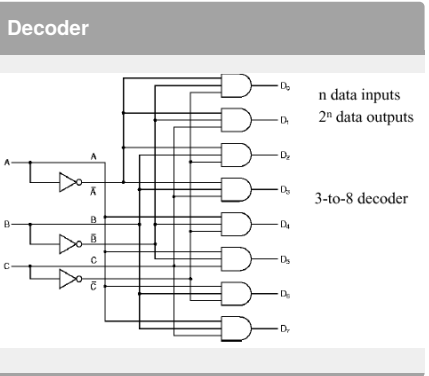 Decoder
D₀
n data inputs
D₁
2ⁿ data outputs
A
A
D₂
A̅
D₃
3-to-8 decoder
B
B
D₄
B̅
C
C
D₅
C̅
D₆
D₇